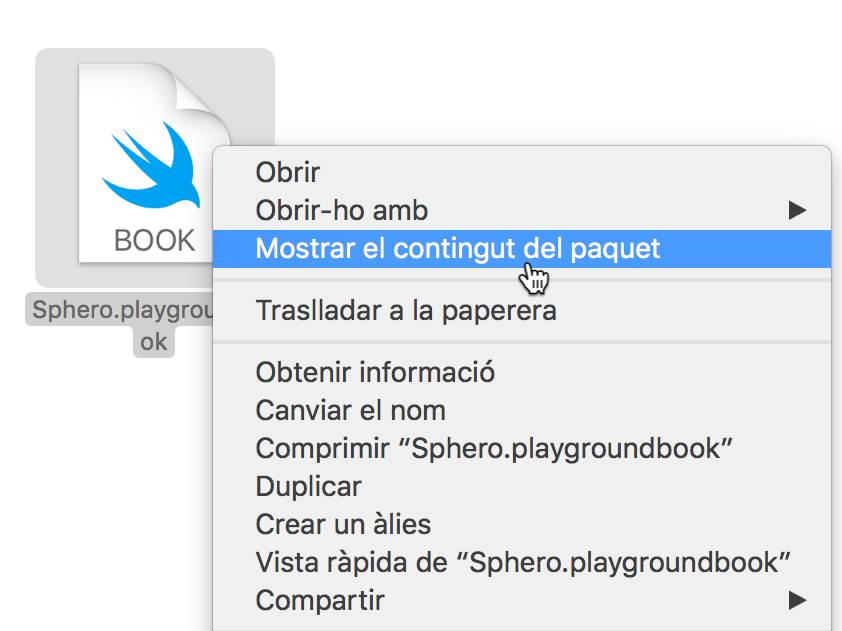 BOOK
Sphero.playgrou
ok
Obrir
Obrir-ho amb
Mostrar el contingut del paquet
Traslladar a la paperera
Obtenir informació
Canviar el nom
Comprimir “Sphero.playgroundbook”
Duplicar
Crear un àlies
Vista ràpida de “Sphero.playgroundbook”
Compartir